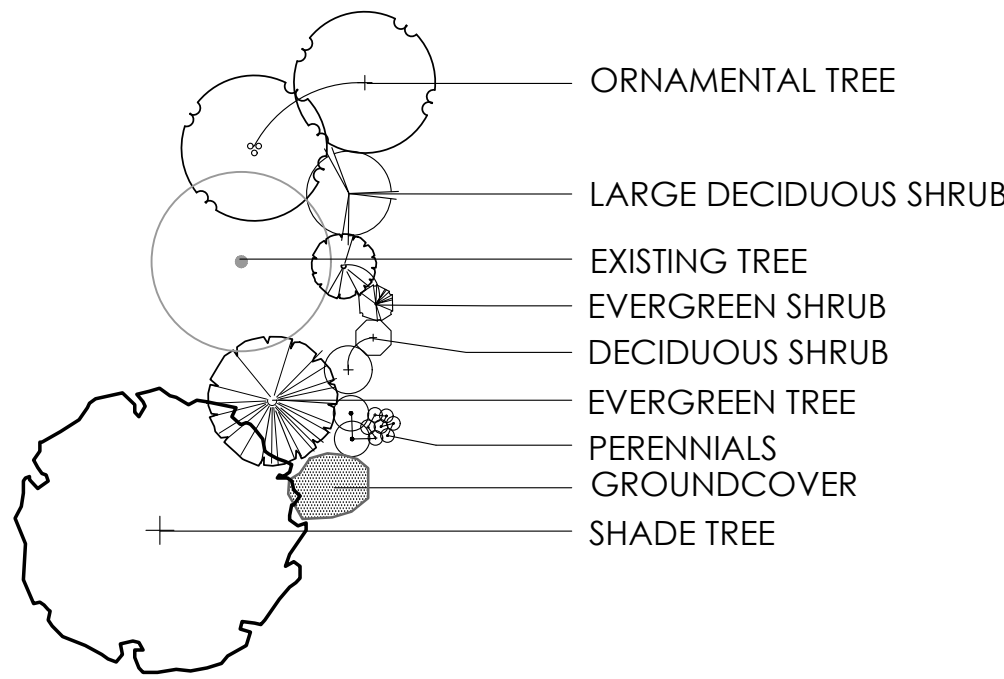 ORNAMENTAL TREE
LARGE DECIDUOUS SHRUB
EXISTING TREE
EVERGREEN SHRUB
DECIDUOUS SHRUB
EVERGREEN TREE
PERENNIALS
GROUNDCOVER
SHADE TREE